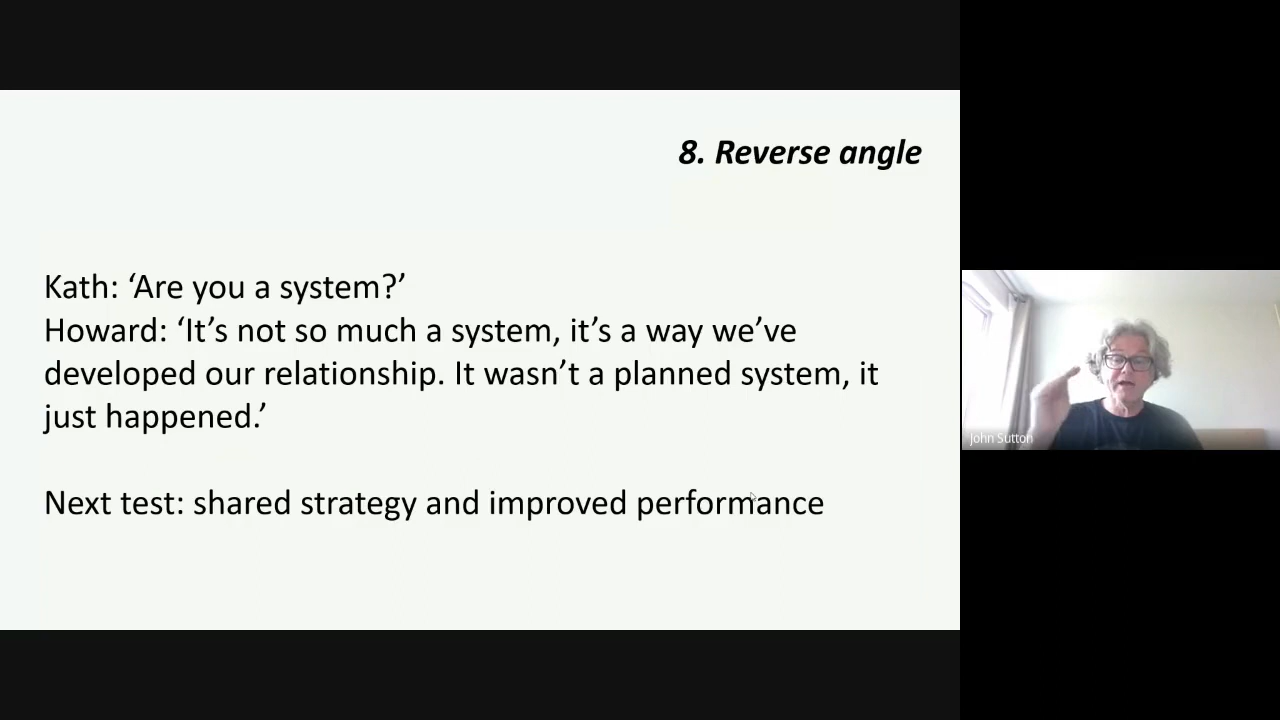 8. Reverse angle
Kath: ‘Are you a system?’
Howard: ‘It’s not so much a system, it’s a way we’ve
developed our relationship. It wasn’t a planned system, it
just happened.’
Next test: shared strategy and improved performance
John Sutton